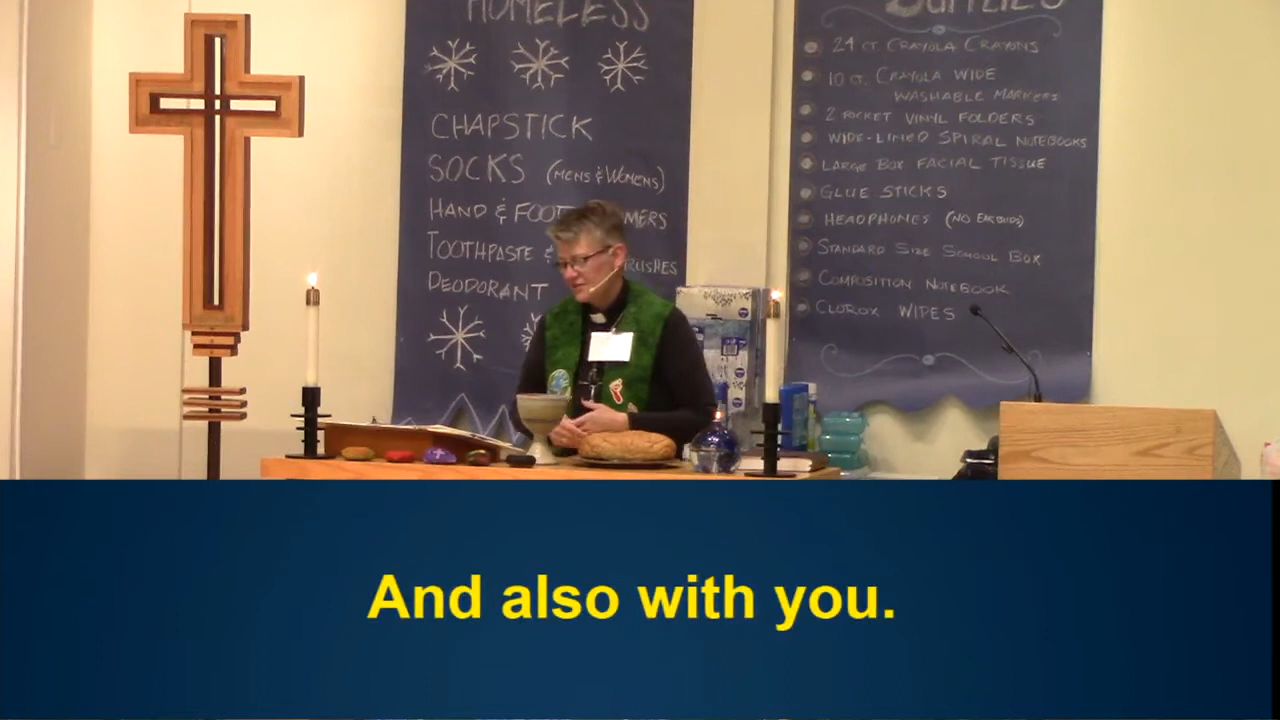 HOMELESS
CHAPSTICK
SOCKS (MENS & WOMENS)
HAND & FOOT
TOOTHPASTE &
DEODORANT
24 CT. CRAYOLA CRAYONS
10 CT. CRAYOLA WIDE
WASHABLE MARKERS
2 POCKET VINYL FOLDERS
WIDE-LINED SPIRAL NOTEBOOKS
LARGE BOX FACIAL TISSUE
GLUE STICKS
HEADPHONES (NO EARBUDS)
STANDARD SIZE SCHOOL BOX
COMPOSITION NOTEBOOK
CLOROX WIPES
And also with you.